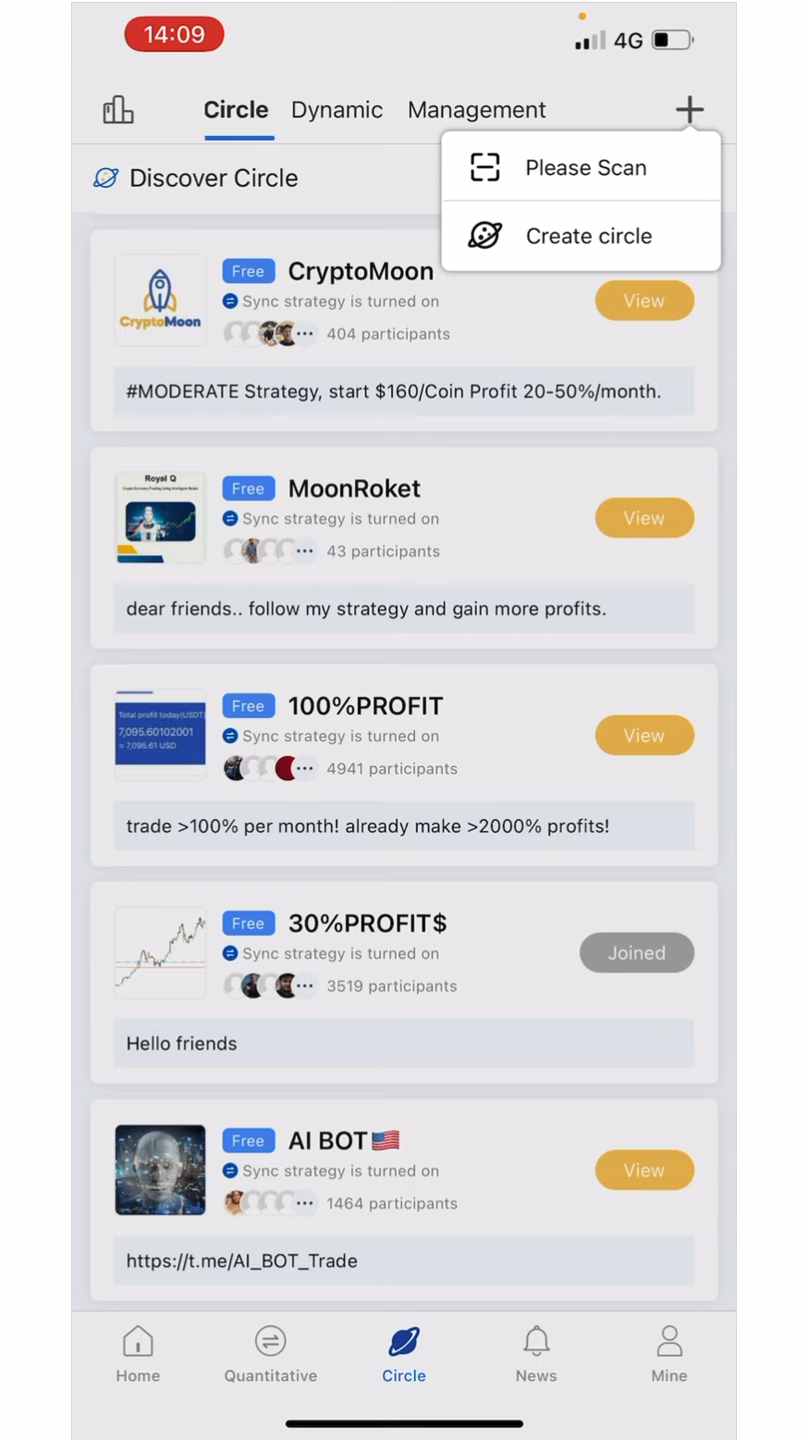 14:09
4G
Circle Dynamic Management
Please Scan
Create circle
Discover Circle
CryptoMoon
Free CryptoMoon
Sync strategy is turned on
404 participants
View
#MODERATE Strategy, start $160/Coin Profit 20-50%/month.
Royal Q
Free MoonRoket
Sync strategy is turned on
43 participants
View
dear friends.. follow my strategy and gain more profits.
Total profit today(USDT)
7,095.60102001
≈ 7,095.61 USD
Free 100%PROFIT
Sync strategy is turned on
4941 participants
View
trade >100% per month! already make >2000% profits!
Free 30%PROFIT$
Sync strategy is turned on
3519 participants
Joined
Hello friends
Free AI BOT🇺🇸
Sync strategy is turned on
1464 participants
View
https://t.me/AI_BOT_Trade
Home Quantitative Circle News Mine